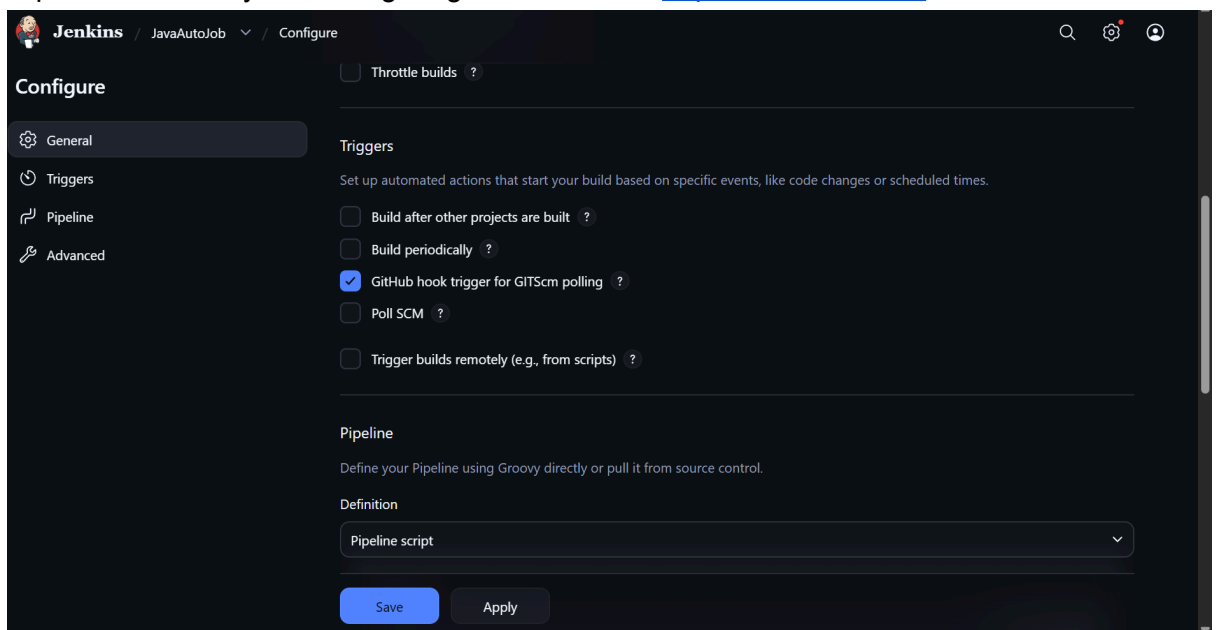 Jenkins / JavaAutoJob / Configure
Configure
General
Triggers
Pipeline
Advanced
Throttle builds ?
Triggers
Set up automated actions that start your build based on specific events, like code changes or scheduled times.
Build after other projects are built ?
Build periodically ?
GitHub hook trigger for GITScm polling ?
Poll SCM ?
Trigger builds remotely (e.g., from scripts) ?
Pipeline
Define your Pipeline using Groovy directly or pull it from source control.
Definition
Pipeline script
Save Apply